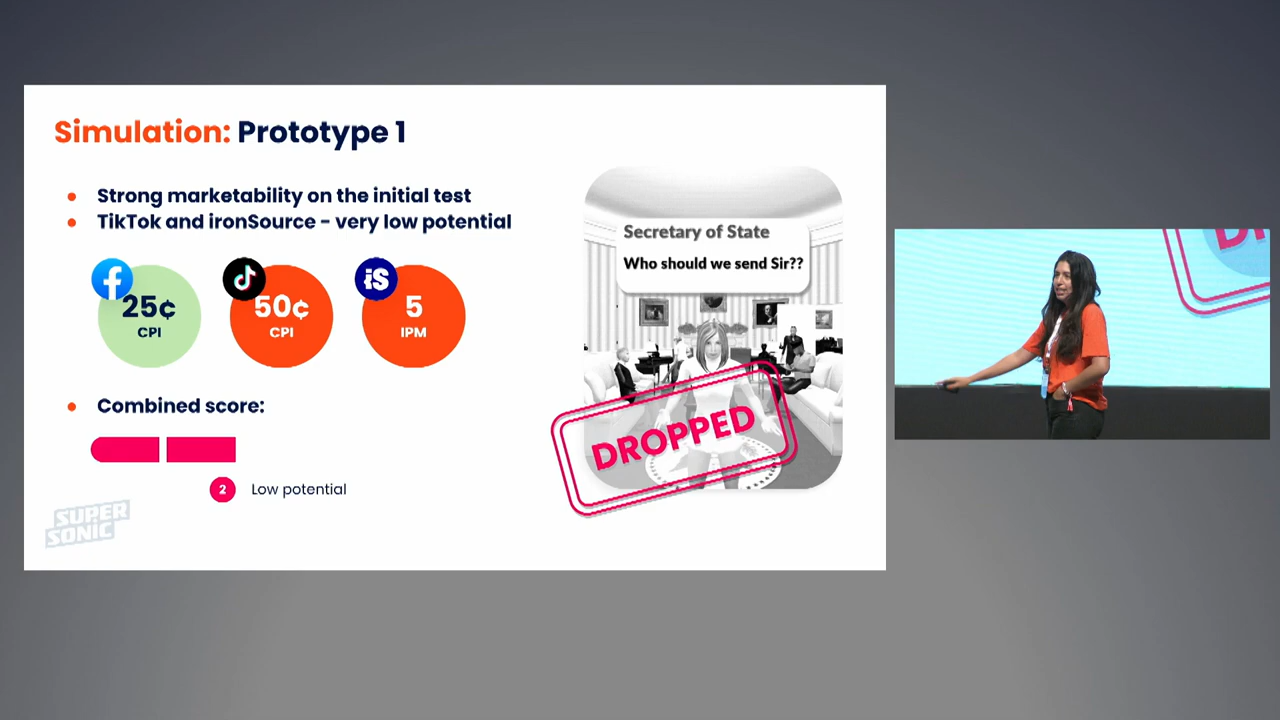 Simulation: Prototype 1
Strong marketability on the initial test
TikTok and ironSource - very low potential
25¢
CPI
50¢
CPI
iS
5
IPM
Combined score:
2 Low potential
SUPER
SONIC
Secretary of State
Who should we send Sir??
DROPPED